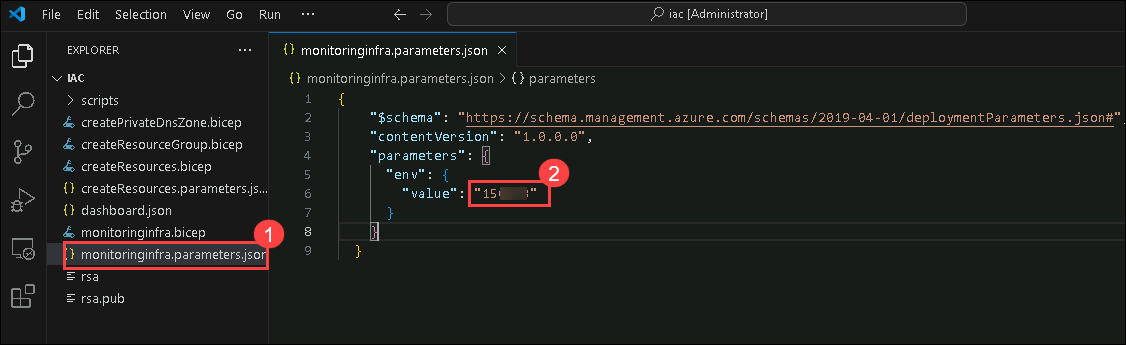 File Edit Selection View Go Run ··· iac [Administrator]
EXPLORER ···
IAC
scripts
createPrivateDnsZone.bicep
createResourceGroup.bicep
createResources.bicep
createResources.parameters.js...
dashboard.json
monitoringinfra.bicep
1
{} monitoringinfra.parameters.json
rsa
rsa.pub
{} monitoringinfra.parameters.json ×
{} monitoringinfra.parameters.json > {} parameters
1 {
2 "$schema": "https://schema.management.azure.com/schemas/2019-04-01/deploymentParameters.json#",
3 "contentVersion": "1.0.0.0",
4 "parameters": {
5 "env": {
2
6 "value": "15 "
7 }
8 }
9 }